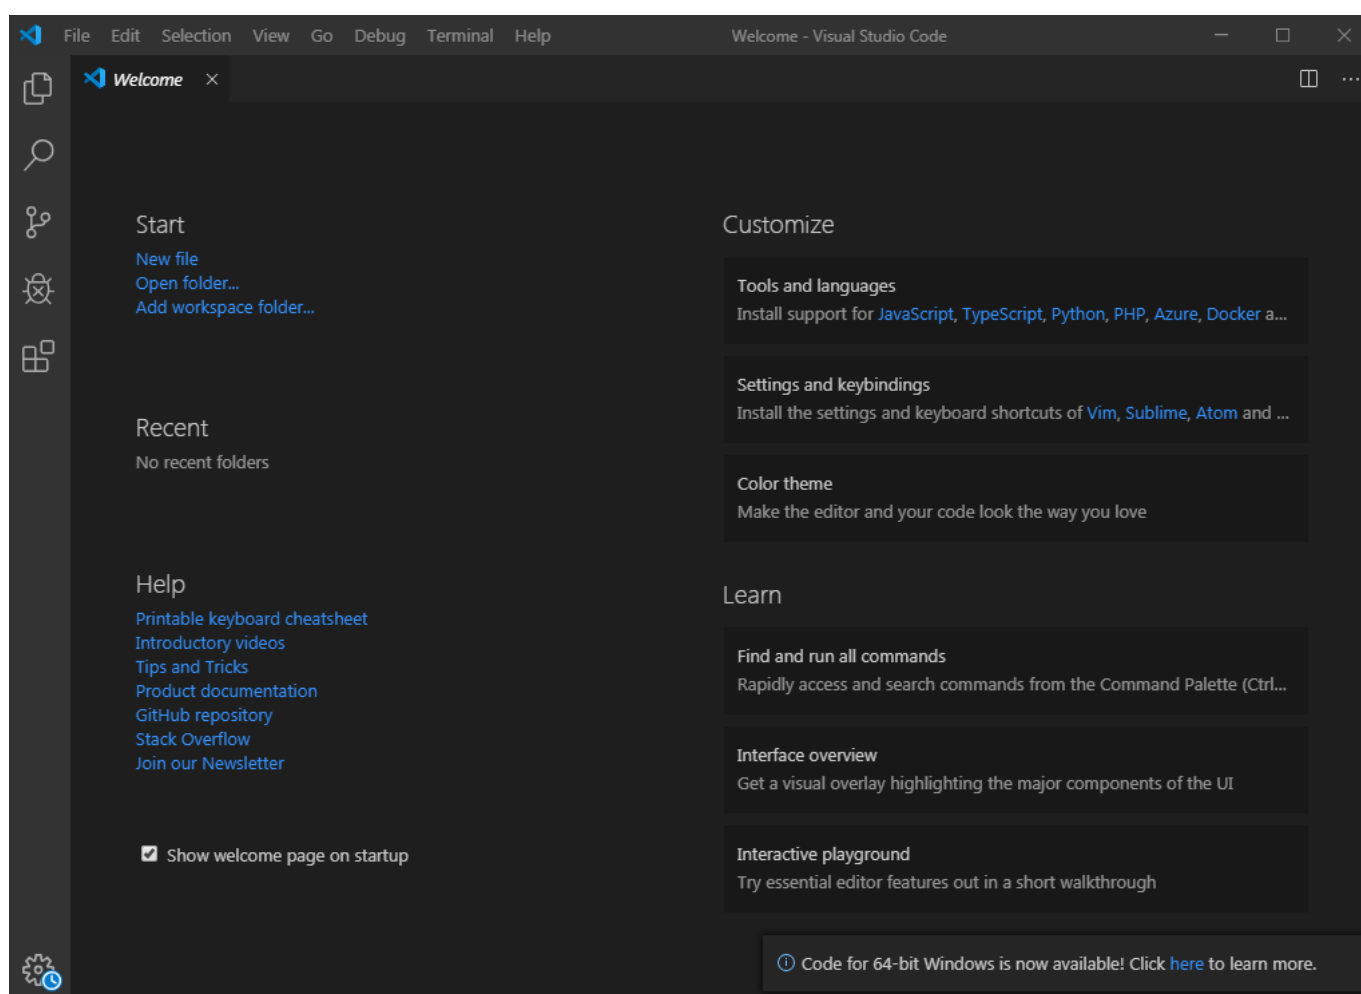 File Edit Selection View Go Debug Terminal Help Welcome - Visual Studio Code
Welcome
Start
New file
Open folder...
Add workspace folder...
Recent
No recent folders
Help
Printable keyboard cheatsheet
Introductory videos
Tips and Tricks
Product documentation
GitHub repository
Stack Overflow
Join our Newsletter
Show welcome page on startup
Customize
Tools and languages
Install support for JavaScript, TypeScript, Python, PHP, Azure, Docker a...
Settings and keybindings
Install the settings and keyboard shortcuts of Vim, Sublime, Atom and ...
Color theme
Make the editor and your code look the way you love
Learn
Find and run all commands
Rapidly access and search commands from the Command Palette (Ctrl...
Interface overview
Get a visual overlay highlighting the major components of the UI
Interactive playground
Try essential editor features out in a short walkthrough
Code for 64-bit Windows is now available! Click here to learn more.